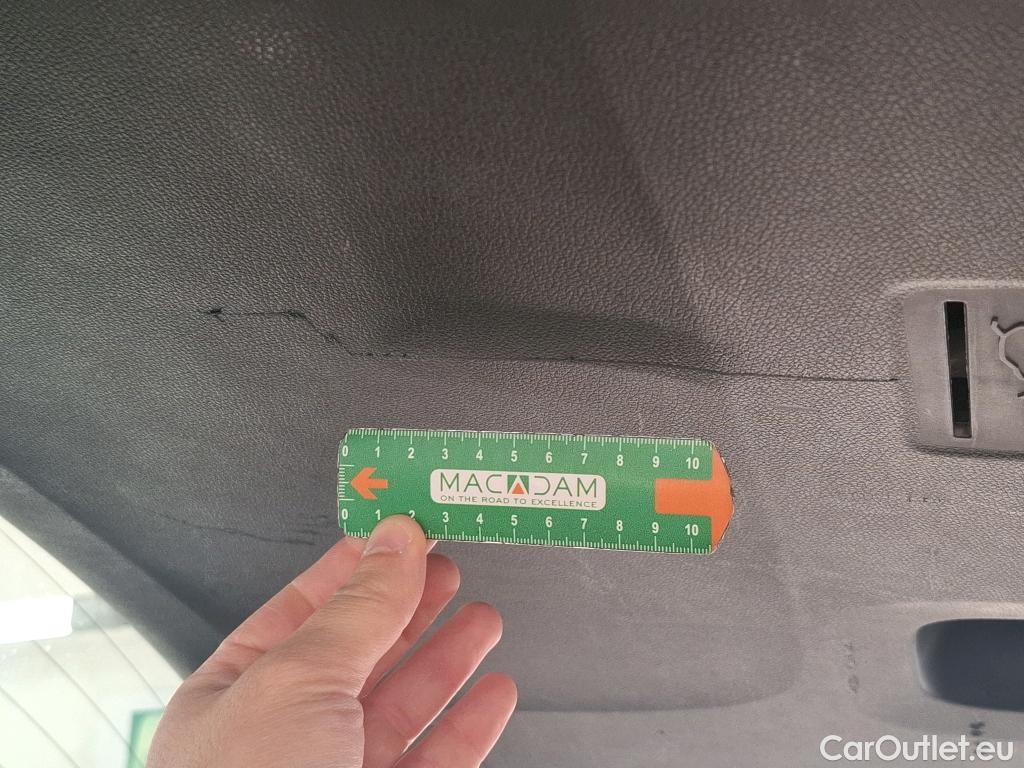 0 1 2 3 4 5 6 7 8 9 10
MACADAM
ON THE ROAD TO EXCELLENCE
0 1 2 3 4 5 6 7 8 9 10
CarOutlet.eu